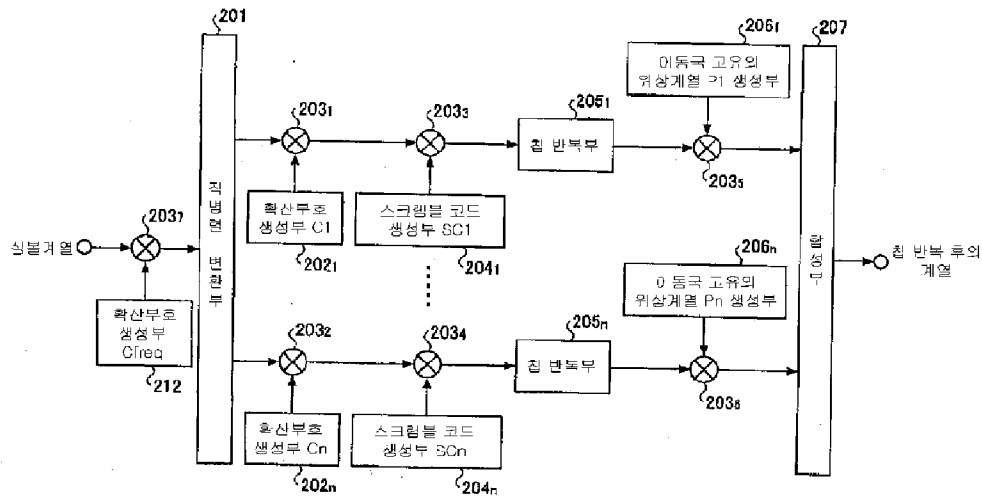 201
206₁
207
이동국 고유의
위상계열 P1 생성부
203₁
203₃
205₁
칩 반복부
203₅
직병렬 변환부
확산부호
생성부 C1
202₁
스크램블 코드
생성부 SC1
204₁
203₇
심볼계열
확산부호
생성부
Cfreq
212
206ₙ
이동국 고유의
위상계열 Pn 생성부
합성부
칩 반복 후의
계열
203₂
203₄
205ₙ
칩 반복부
203₆
확산부호
생성부 Cn
202ₙ
스크램블 코드
생성부 SCn
204ₙ